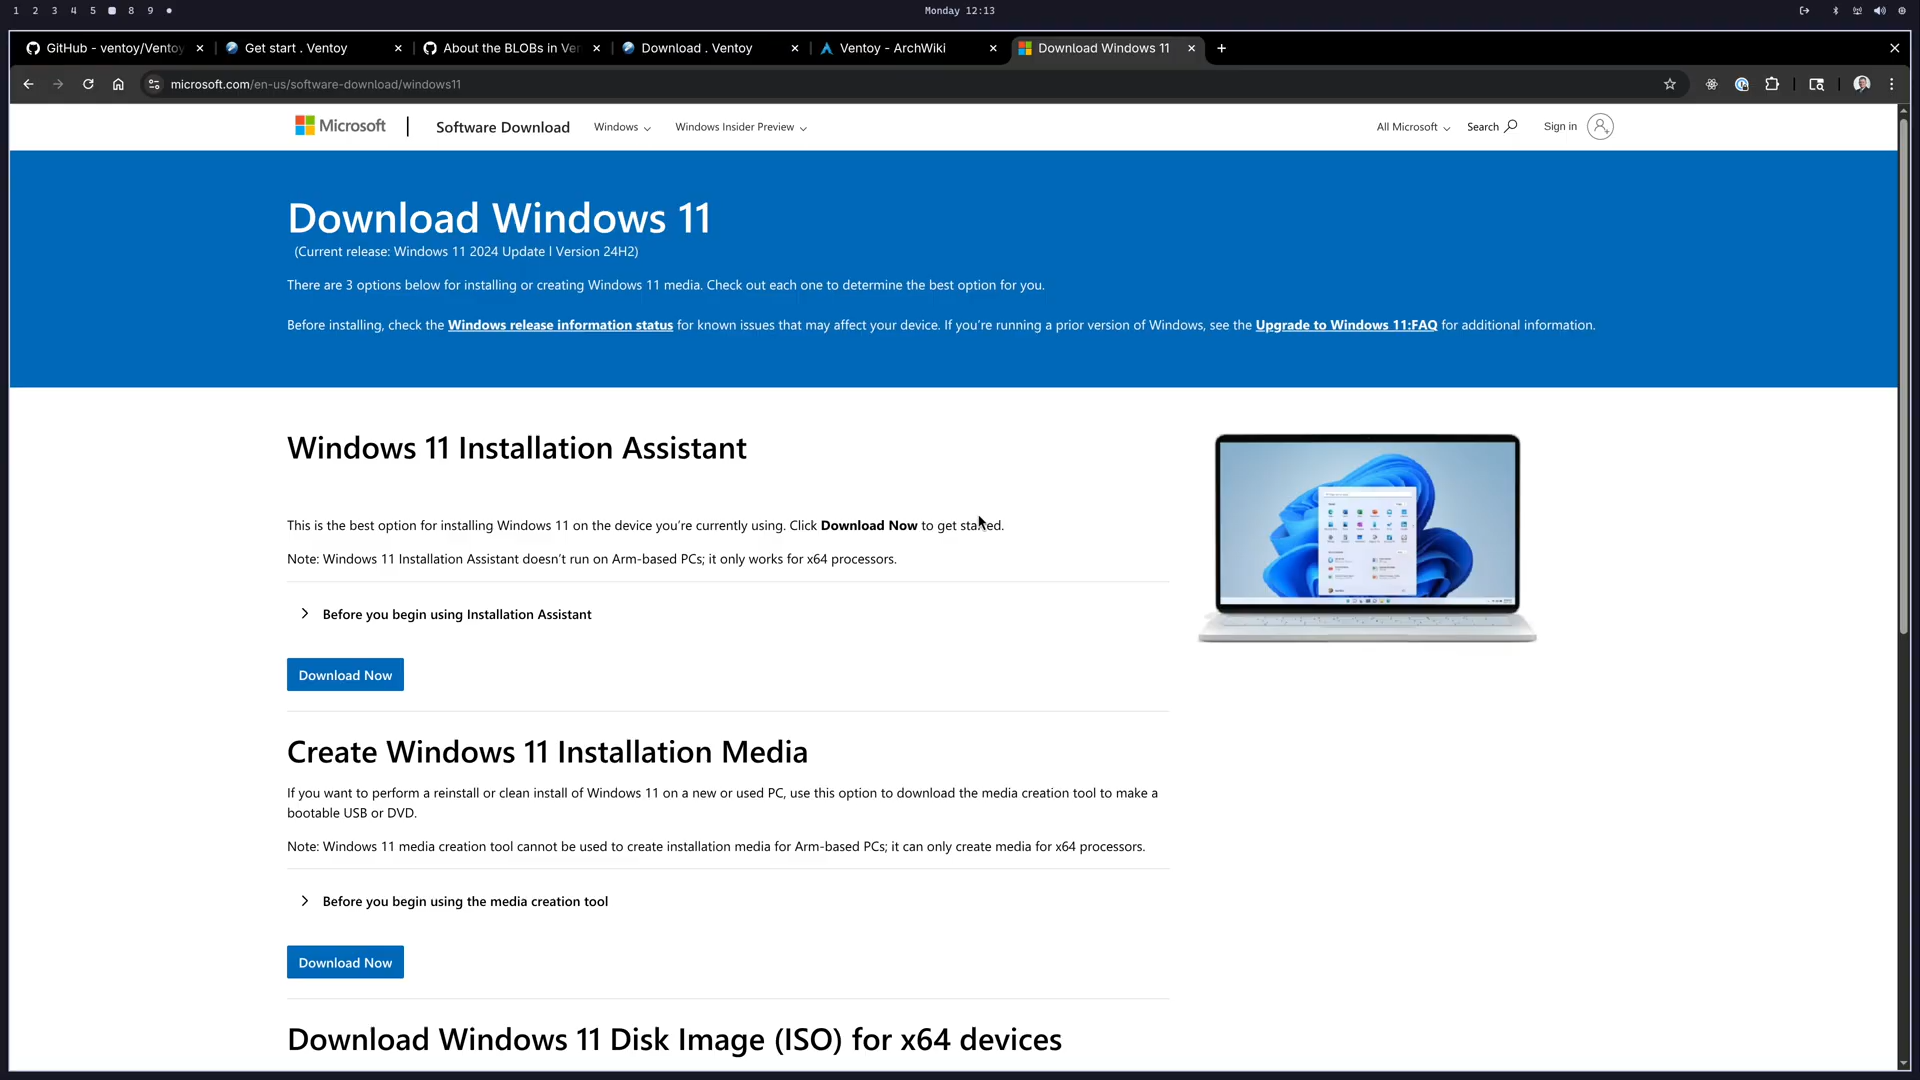 1 2 3 4 5 8 9
Monday 12:13
GitHub - ventoy/Ventoy
Get start . Ventoy
About the BLOBs in Ven
Download . Ventoy
Ventoy - ArchWiki
Download Windows 11
microsoft.com/en-us/software-download/windows11
Microsoft
Software Download
Windows
Windows Insider Preview
All Microsoft
Search
Sign in
Download Windows 11
(Current release: Windows 11 2024 Update l Version 24H2)
There are 3 options below for installing or creating Windows 11 media. Check out each one to determine the best option for you.
Before installing, check the Windows release information status for known issues that may affect your device. If you're running a prior version of Windows, see the Upgrade to Windows 11:FAQ for additional information.
Windows 11 Installation Assistant
This is the best option for installing Windows 11 on the device you're currently using. Click Download Now to get started.
Note: Windows 11 Installation Assistant doesn't run on Arm-based PCs; it only works for x64 processors.
Before you begin using Installation Assistant
Download Now
Create Windows 11 Installation Media
If you want to perform a reinstall or clean install of Windows 11 on a new or used PC, use this option to download the media creation tool to make a
bootable USB or DVD.
Note: Windows 11 media creation tool cannot be used to create installation media for Arm-based PCs; it can only create media for x64 processors.
Before you begin using the media creation tool
Download Now
Download Windows 11 Disk Image (ISO) for x64 devices